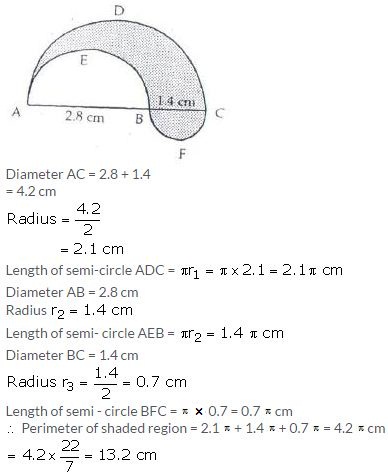 D
E
1.4 cm
A
2.8 cm
B
C
F
Diameter AC = 2.8 + 1.4
= 4.2 cm
Radius = 4.2/2
= 2.1 cm
Length of semi-circle ADC = πr₁ = π × 2.1 = 2.1 π cm
Diameter AB = 2.8 cm
Radius r₂ = 1.4 cm
Length of semi- circle AEB = πr₂ = 1.4 π cm
Diameter BC = 1.4 cm
Radius r₃ = 1.4/2 = 0.7 cm
Length of semi - circle BFC = π × 0.7 = 0.7 π cm
∴ Perimeter of shaded region = 2.1 π + 1.4 π + 0.7 π = 4.2 π cm
= 4.2 × 22/7 = 13.2 cm